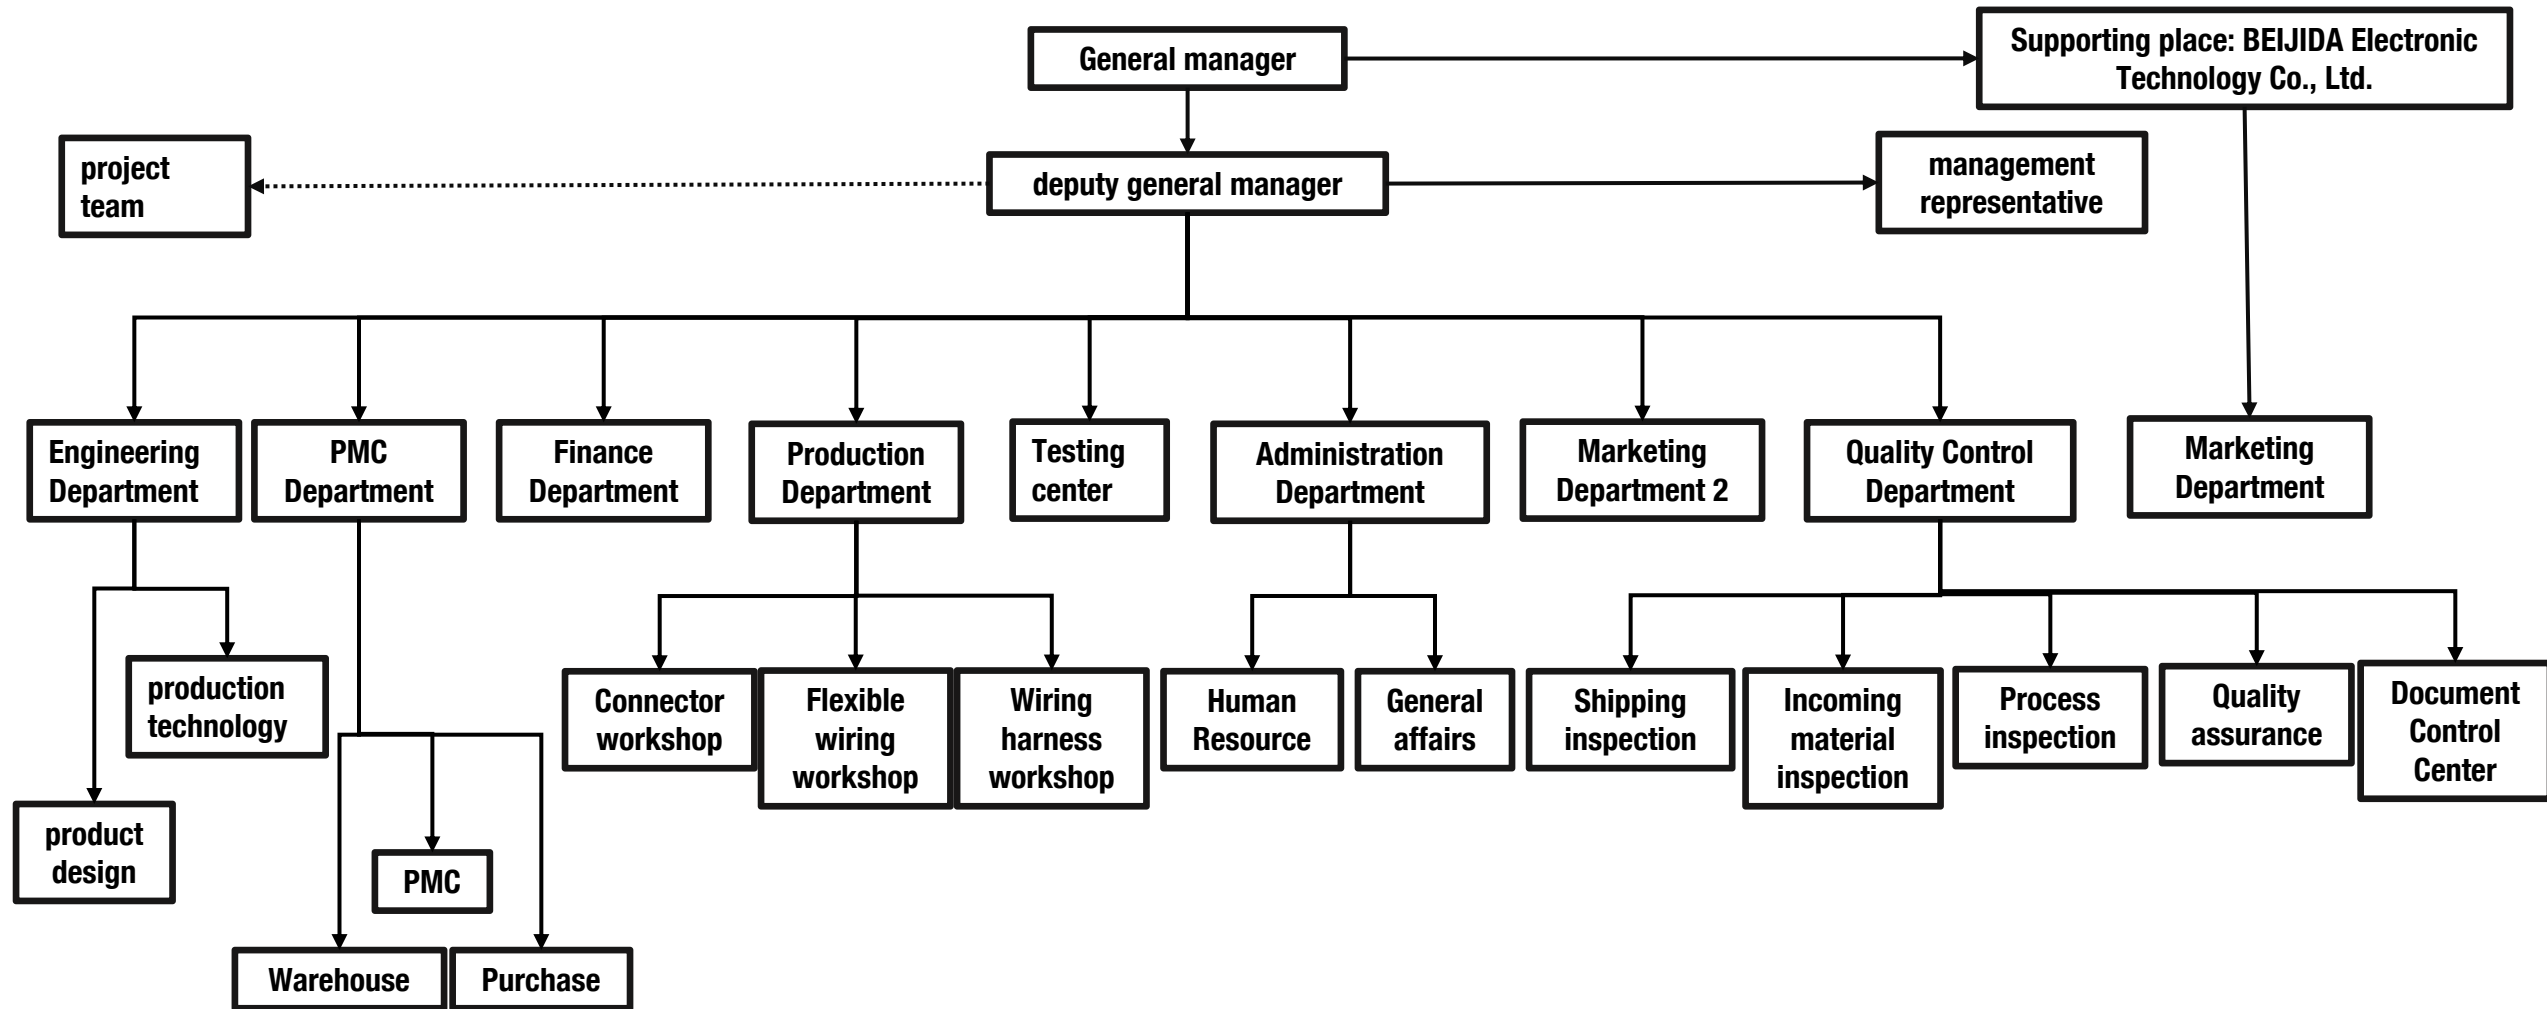 General manager
Supporting place: BEIJIDA Electronic
Technology Co., Ltd.
project
team
deputy general manager
management
representative
Engineering
Department
PMC
Department
Finance
Department
Production
Department
Testing
center
Administration
Department
Marketing
Department 2
Quality Control
Department
Marketing
Department
product
design
production
technology
Warehouse
PMC
Purchase
Connector
workshop
Flexible
wiring
workshop
Wiring
harness
workshop
Human
Resource
General
affairs
Shipping
inspection
Incoming
material
inspection
Process
inspection
Quality
assurance
Document
Control
Center